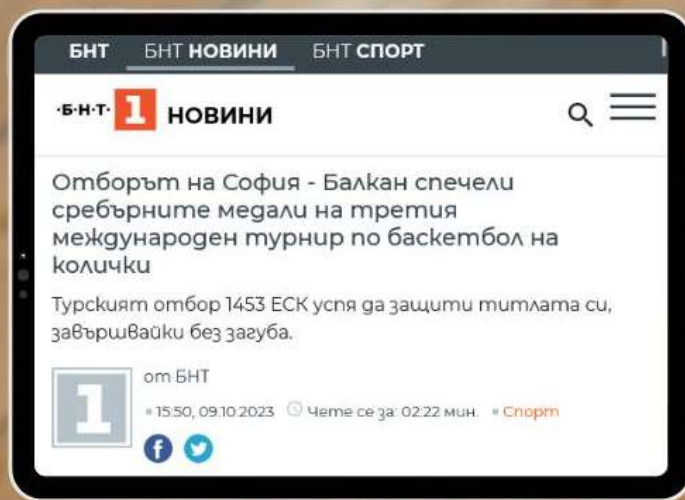 БНТ БНТ НОВИНИ БНТ СПОРТ
·Б·Н·Т· 1 НОВИНИ
Отборът на София - Балкан спечели
сребърните медали на третия
международен турнир по баскетбол на
колички
Турският отбор 1453 ЕСК успя да защити титлата си,
завършвайки без загуба.
1
от БНТ
15:50, 09.10.2023 Чете се за: 02:22 мин. Спорт